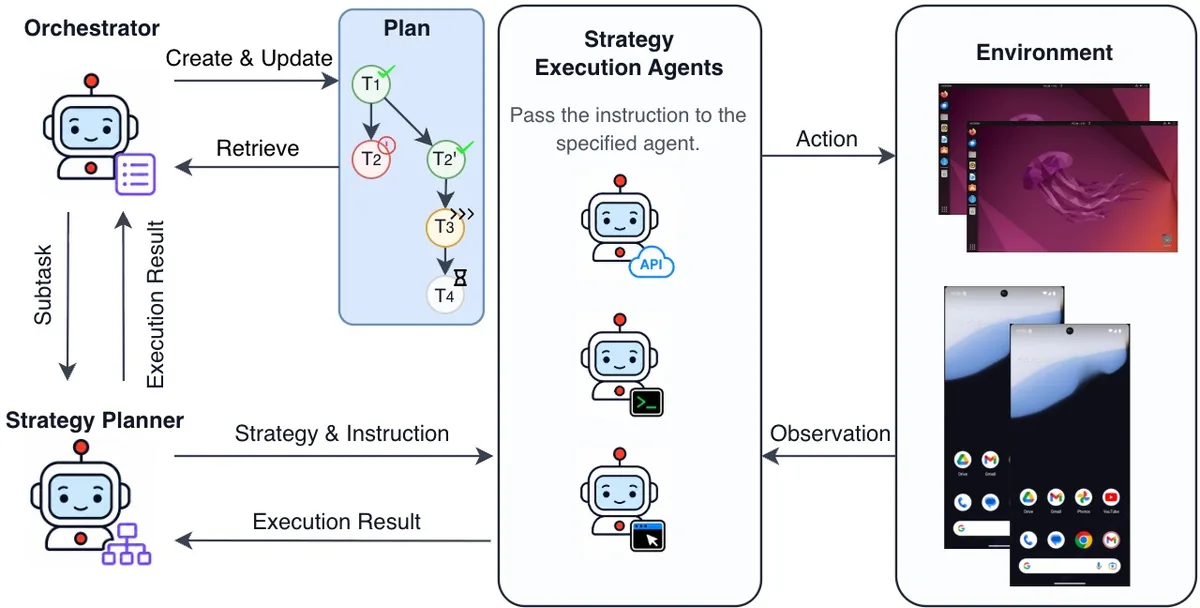 Orchestrator
Create & Update
Retrieve
Plan
T1
T2
T2'
T3
T4
Subtask
Execution Result
Strategy Planner
Strategy & Instruction
Execution Result
Strategy
Execution Agents
Pass the instruction to the
specified agent.
API
>_
Action
Observation
Environment
Drive
Gmail
Drive
Gmail
Photos
YouTube